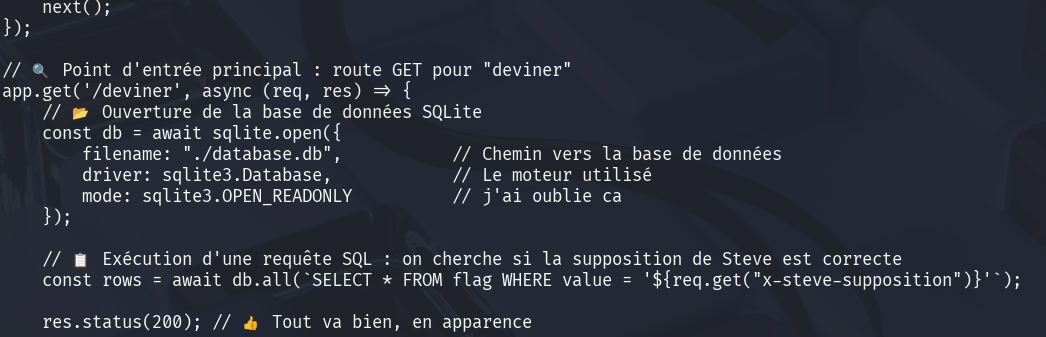 next();
});

// 🔍 Point d'entrée principal : route GET pour "deviner"
app.get('/deviner', async (req, res) => {
    // 📂 Ouverture de la base de données SQLite
    const db = await sqlite.open({
        filename: "./database.db",           // Chemin vers la base de données
        driver: sqlite3.Database,            // Le moteur utilisé
        mode: sqlite3.OPEN_READONLY          // j'ai oublie ca
    });

    // 📋 Exécution d'une requête SQL : on cherche si la supposition de Steve est correcte
    const rows = await db.all(`SELECT * FROM flag WHERE value = '${req.get("x-steve-supposition")}'`);

    res.status(200); // 👍 Tout va bien, en apparence